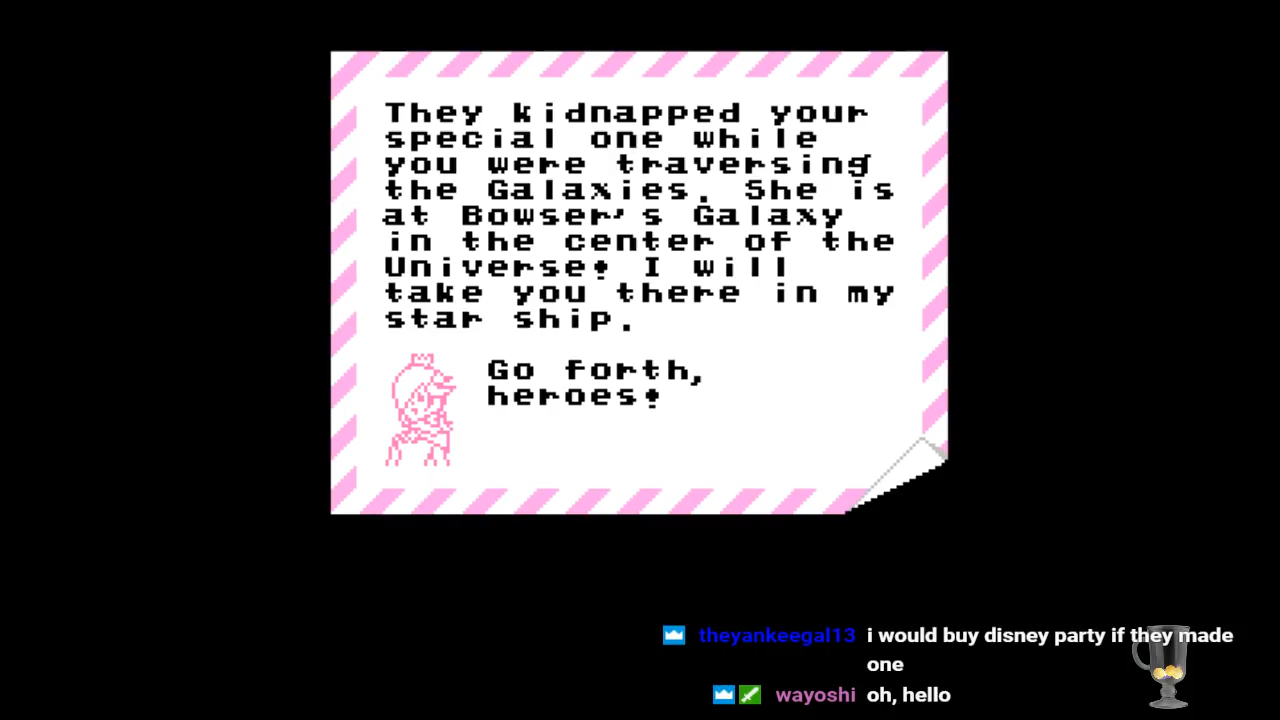 They kidnapped your
special one while
you were traversing
the Galaxies. She is
at Bowser's Galaxy
in the center of the
Universe! I will
take you there in my
star ship.
Go forth,
heroes!
theyankeegal13 i would buy disney party if they made
one
wayoshi oh, hello